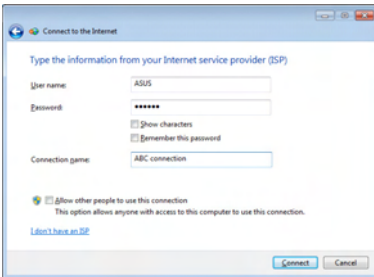 Connect to the Internet
Type the information from your Internet service provider (ISP)
User name: ASUS
Password: ••••••
Show characters
Remember this password
Connection name: ABC connection
Allow other people to use this connection
This option allows anyone with access to this computer to use this connection.
I don't have an ISP
Connect Cancel